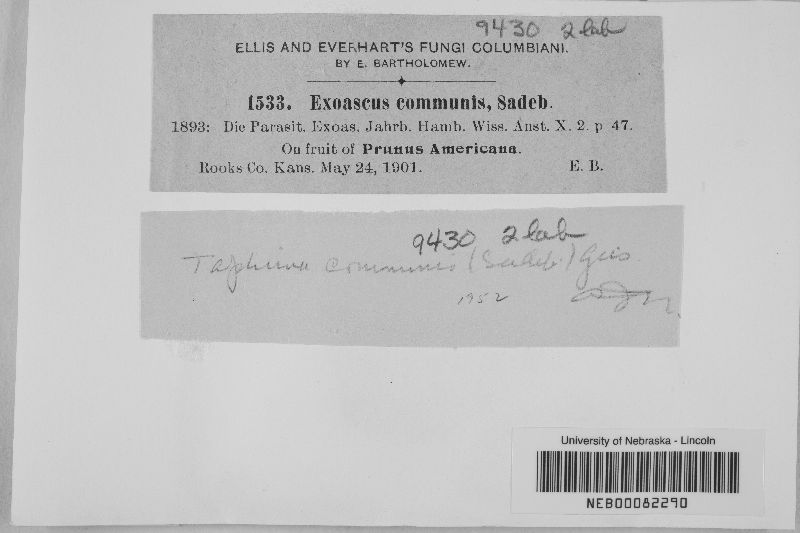 9430 2 lab
ELLIS AND EVERHART'S FUNGI COLUMBIANI.
BY E. BARTHOLOMEW.
1533. Exoascus communis, Sadeb.
1893: Die Parasit. Exoas. Jahrb. Hamb. Wiss. Anst. X. 2. p 47.
On fruit of Prunus Americana.
Rooks Co. Kans. May 24, 1901. E. B.
9430 2 lab
Taphrina communis (Sadeb.) Gies.
1952
University of Nebraska - Lincoln
NEB00082290